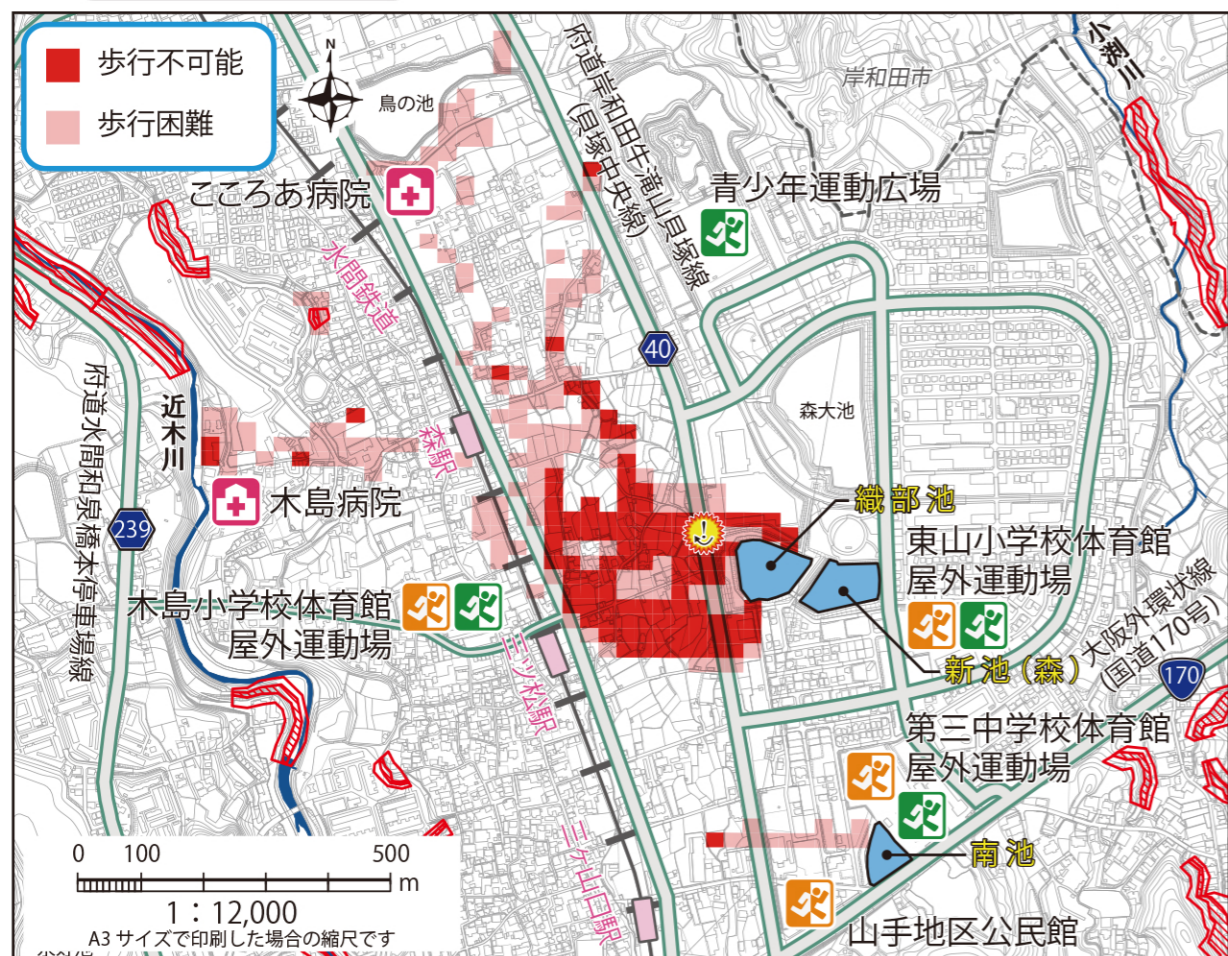 歩行不可能
歩行困難
N
鳥の池
府道岸和田牛滝山貝塚線
(貝塚中央線)
岸和田市
小渕川
こころあ病院
青少年運動広場
水間鉄道
40
近木川
府道水間和泉橋本停車場線
森駅
森大池
木島病院
239
織部池
東山小学校体育館
屋外運動場
木島小学校体育館
屋外運動場
大阪外環状線
(国道170号)
三ツ松駅
新池(森)
170
第三中学校体育館
屋外運動場
三ケ山口駅
南池
山手地区公民館
0 100 500
m
1:12,000
A3 サイズで印刷した場合の縮尺です